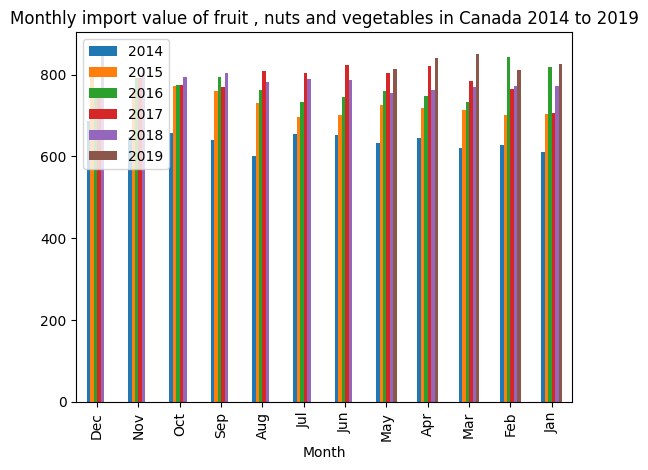 Monthly import value of fruit , nuts and vegetables in Canada 2014 to 2019
2014
2015
2016
2017
2018
2019
800
600
400
200
0
Dec
Nov
Oct
Sep
Aug
Jul
Jun
May
Apr
Mar
Feb
Jan
Month